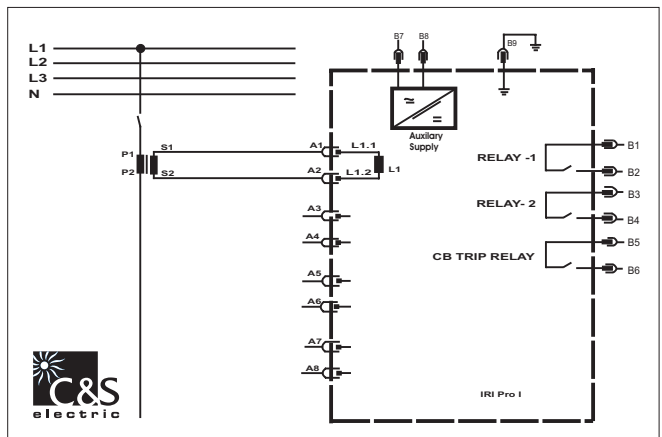 B7 B8
B9
L1
L2
L3
N
Auxilary
Supply
P1
P2
S1
S2
A1 L1.1
A2 L1.2
L1
A3
A4
A5
A6
A7
A8
RELAY -1
B1
B2
RELAY- 2
B3
B4
CB TRIP RELAY
B5
B6
IRI Pro I
C&S
electric